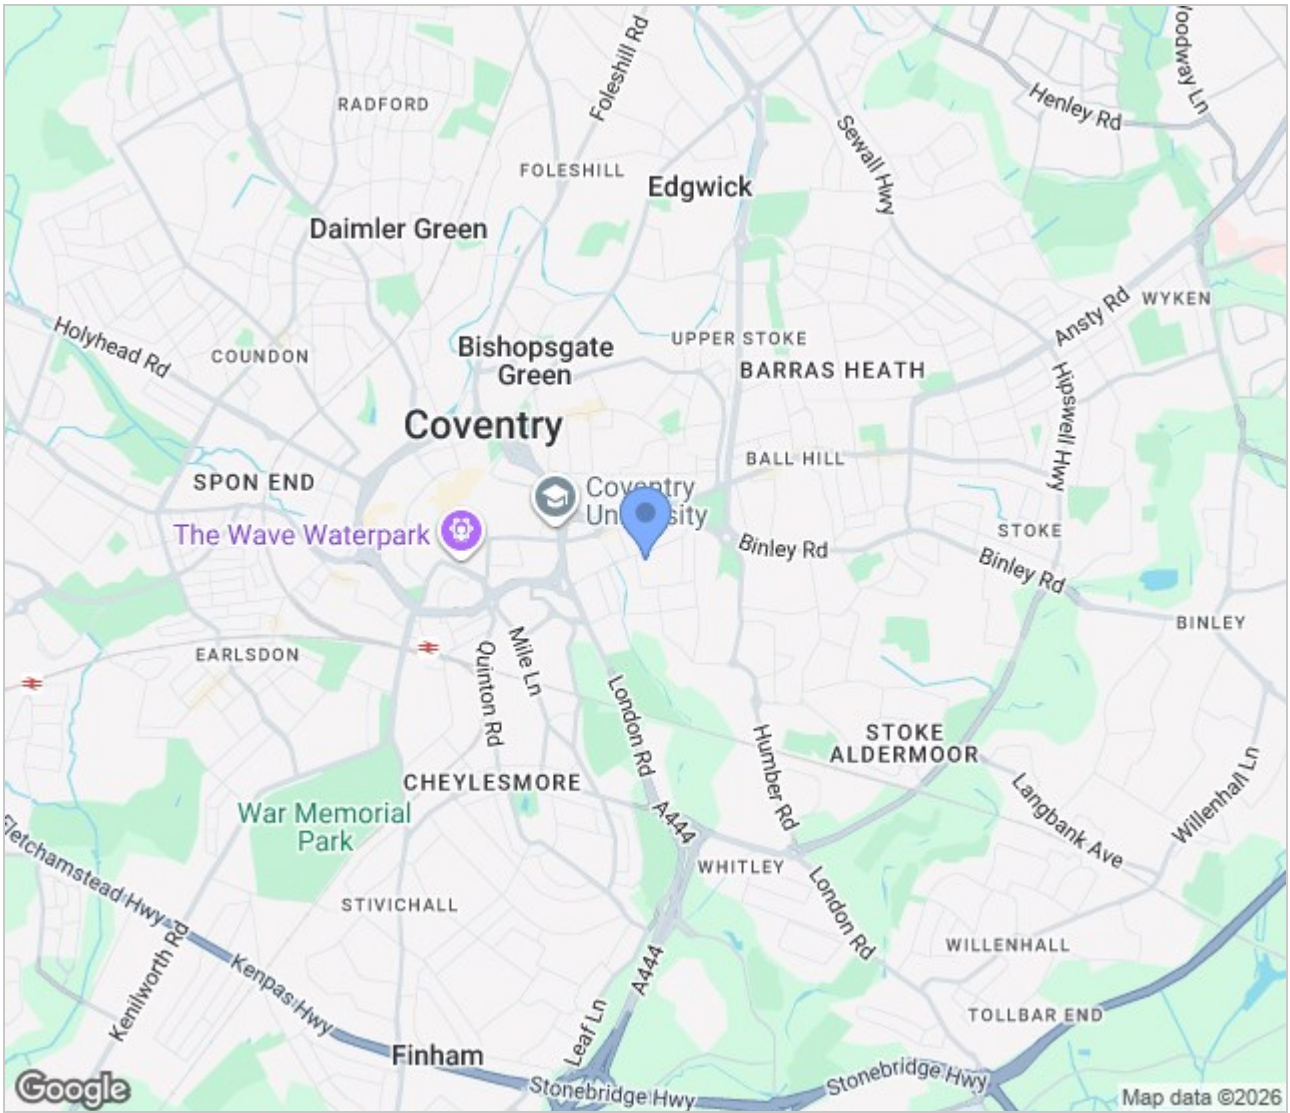 Foleshill Rd
RADFORD
Henley Rd
Sewall Hwy
FOLESHILL
Edgwick
Daimler Green
WYKEN
Ansty Rd
Holyhead Rd
COUNDON
Bishopsgate
Green
UPPER STOKE
BARRAS HEATH
Hipswell Hwy
Coventry
BALL HILL
SPON END
Coventry
University
The Wave Waterpark
Binley Rd
STOKE
Binley Rd
BINLEY
EARLSDON
Mile Ln
Quinton Rd
London Rd
Humber Rd
STOKE
ALDERMOOR
CHEYLESMORE
War Memorial
Park
A444
Langbank Ave
Willenhall Ln
Fletchamstead Hwy
WHITLEY
London Rd
STIVICHALL
Kenilworth Rd
Kenpas Hwy
A444
WILLENHALL
TOLLBAR END
Leaf Ln
Finham
Stonebridge Hwy
Stonebridge Hwy
Google
Map data ©2026